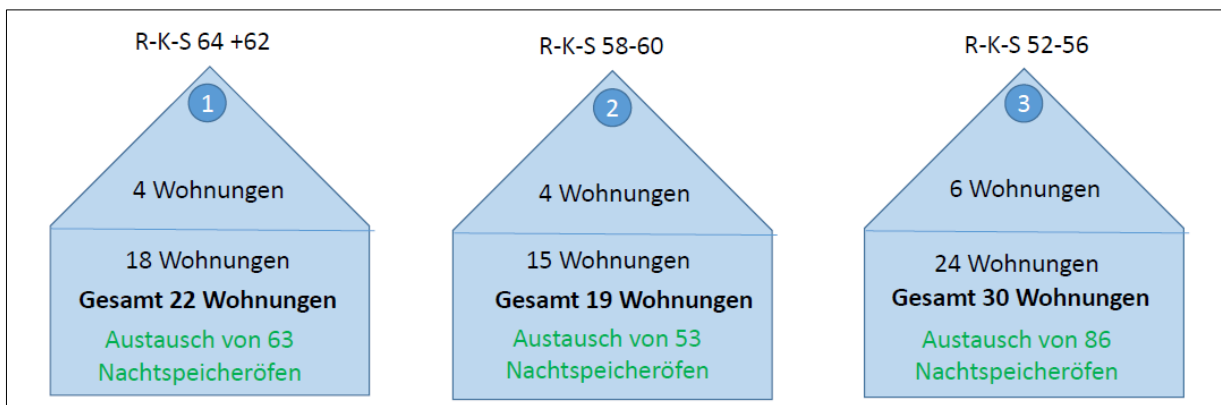 R-K-S 64 +62
1
4 Wohnungen
18 Wohnungen
Gesamt 22 Wohnungen
Austausch von 63
Nachtspeicheröfen
R-K-S 58-60
2
4 Wohnungen
15 Wohnungen
Gesamt 19 Wohnungen
Austausch von 53
Nachtspeicheröfen
R-K-S 52-56
3
6 Wohnungen
24 Wohnungen
Gesamt 30 Wohnungen
Austausch von 86
Nachtspeicheröfen